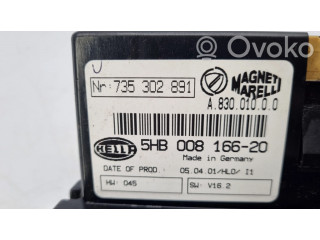 Ovoko
Nr: 735 302 891
MAGNETI
MARELLI
A.830.010.0.0
HELLA
5HB 008 166-20
Made in Germany
DATE OF PROD. 05.04.01/HLO/ I1
HW: 045
SW: V16.2